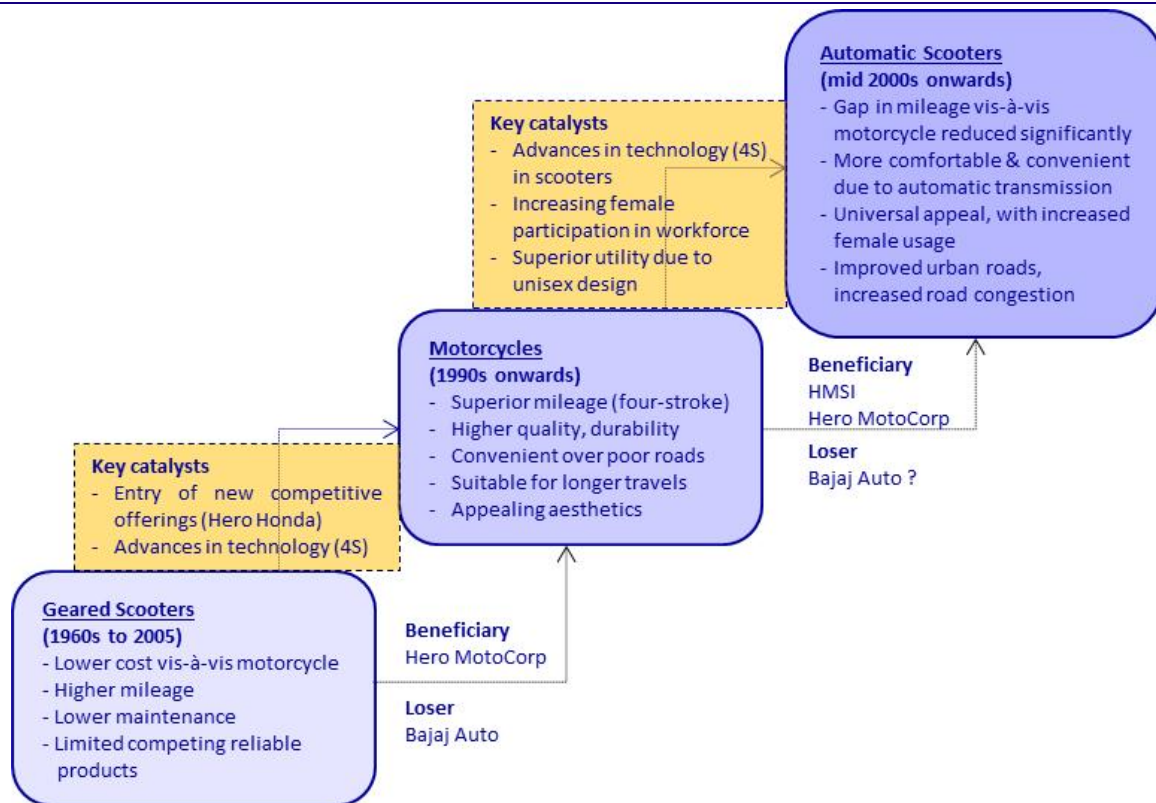 Automatic Scooters
(mid 2000s onwards)
- Gap in mileage vis-à-vis
motorcycle reduced significantly
- More comfortable & convenient
due to automatic transmission
- Universal appeal, with increased
female usage
- Improved urban roads,
increased road congestion
Key catalysts
- Advances in technology (4S)
in scooters
- Increasing female
participation in workforce
- Superior utility due to
unisex design
Motorcycles
(1990s onwards)
- Superior mileage (four-stroke)
- Higher quality, durability
- Convenient over poor roads
- Suitable for longer travels
- Appealing aesthetics
Beneficiary
HMSI
Hero MotoCorp
Loser
Bajaj Auto ?
Key catalysts
- Entry of new competitive
offerings (Hero Honda)
- Advances in technology (4S)
Geared Scooters
(1960s to 2005)
- Lower cost vis-à-vis motorcycle
- Higher mileage
- Lower maintenance
- Limited competing reliable
products
Beneficiary
Hero MotoCorp
Loser
Bajaj Auto